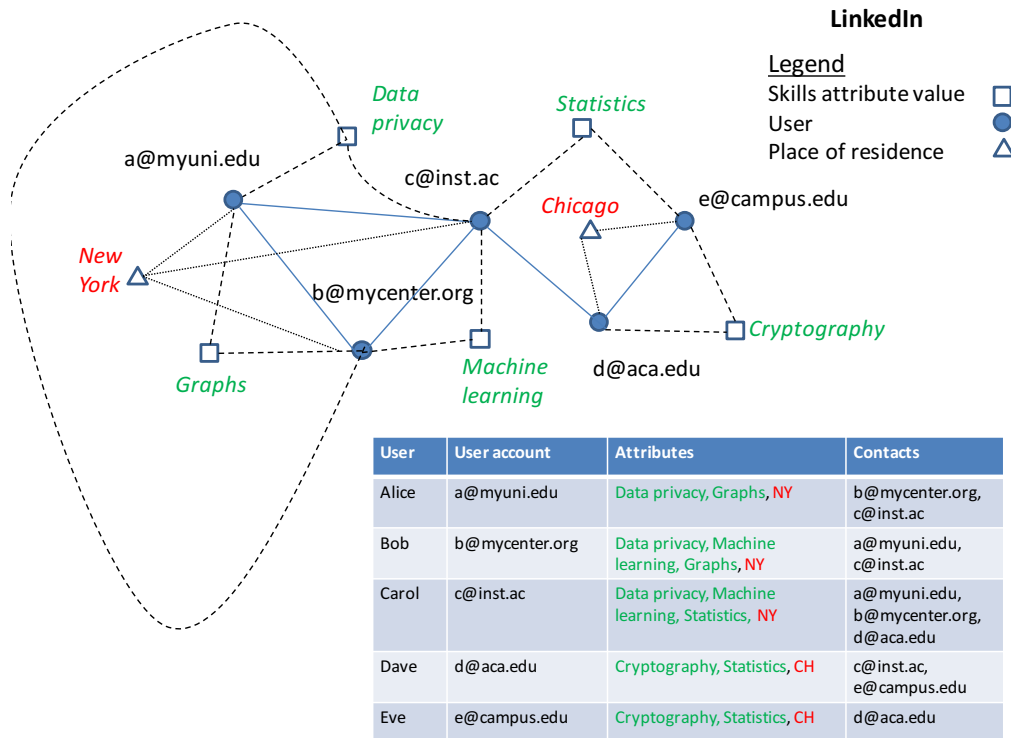 LinkedIn
Legend
Skills attribute value
User
Place of residence
Data
privacy
Statistics
a@myuni.edu
c@inst.ac
Chicago
e@campus.edu
New
York
b@mycenter.org
Graphs
Machine
learning
d@aca.edu
Cryptography
User User account Attributes Contacts
Alice a@myuni.edu Data privacy, Graphs, NY b@mycenter.org,
c@inst.ac
Bob b@mycenter.org Data privacy, Machine a@myuni.edu,
learning, Graphs, NY c@inst.ac
Carol c@inst.ac Data privacy, Machine a@myuni.edu,
learning, Statistics, NY b@mycenter.org,
d@aca.edu
Dave d@aca.edu Cryptography, Statistics, CH c@inst.ac,
e@campus.edu
Eve e@campus.edu Cryptography, Statistics, CH d@aca.edu